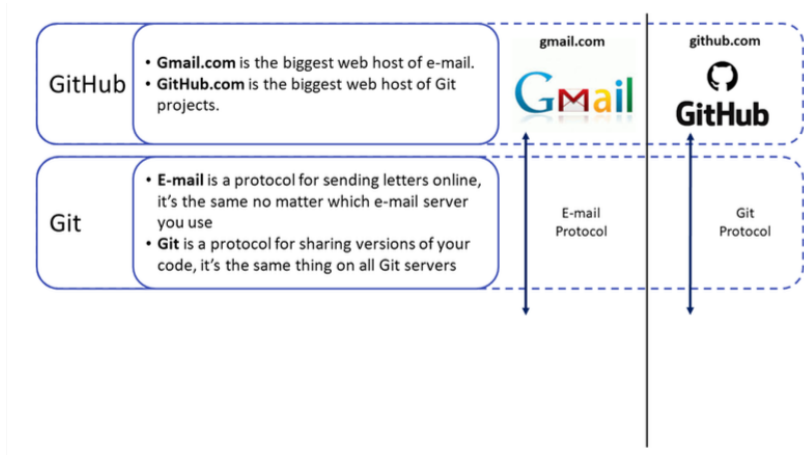 GitHub
• Gmail.com is the biggest web host of e-mail.
• GitHub.com is the biggest web host of Git
projects.
gmail.com
Gmail
github.com
GitHub
Git
• E-mail is a protocol for sending letters online,
it's the same no matter which e-mail server
you use
• Git is a protocol for sharing versions of your
code, it's the same thing on all Git servers
E-mail
Protocol
Git
Protocol